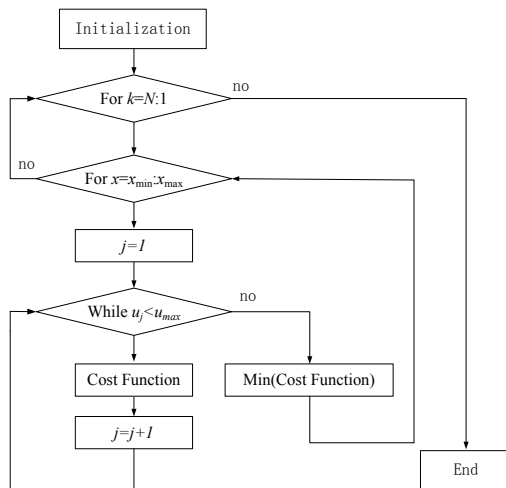 Initialization
For k=N:1
no
no
For x=xmin:xmax
j=1
no
While uj<umax
Cost Function
Min(Cost Function)
j=j+1
End